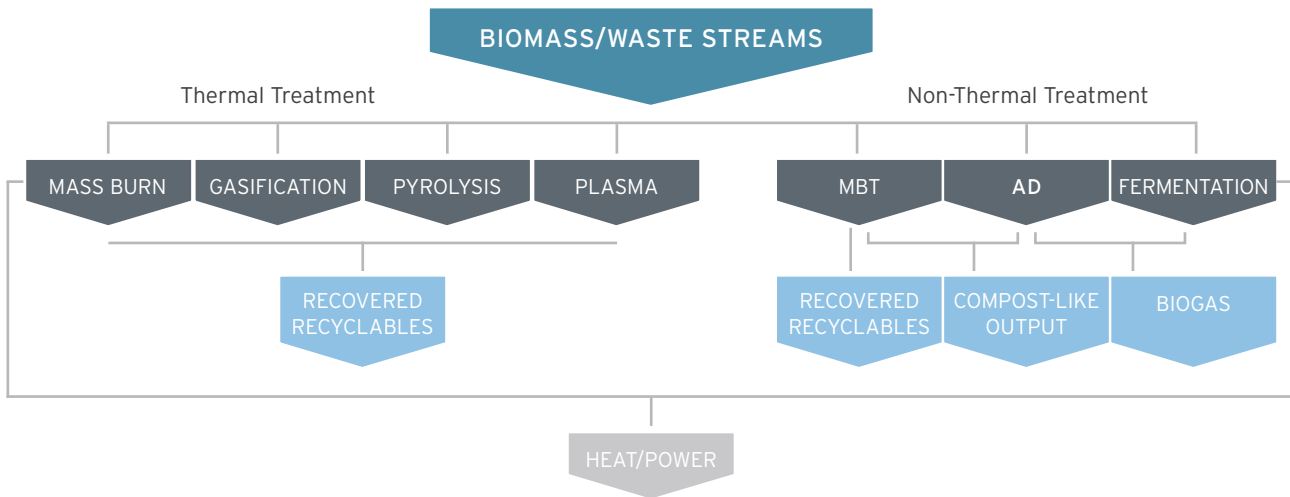 BIOMASS/WASTE STREAMS
Thermal Treatment
Non-Thermal Treatment
MASS BURN
GASIFICATION
PYROLYSIS
PLASMA
MBT
AD
FERMENTATION
RECOVERED
RECYCLABLES
RECOVERED
RECYCLABLES
COMPOST-LIKE
OUTPUT
BIOGAS
HEAT/POWER